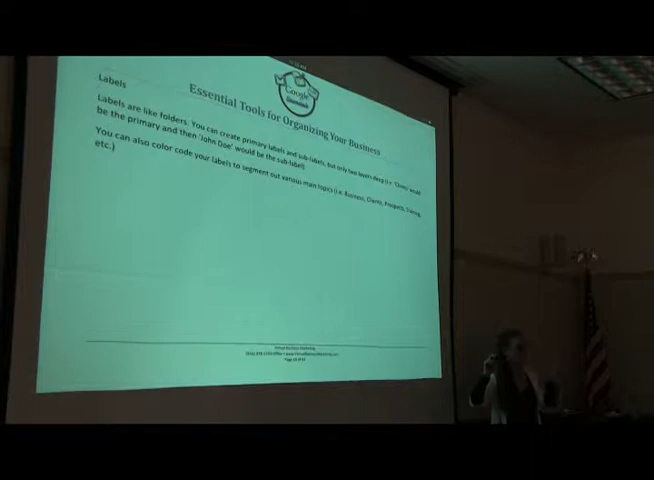 Google
Essential Tools for Organizing Your Business
Labels
Labels are like folders. You can create primary labels and sub-labels, but only two layers deep (i.e. 'Clients' would
be the primary and then 'John Doe' would be the sub-label)
You can also color code your labels to segment out various main topics (i.e. Business, Clients, Prospects, Training,
etc.)